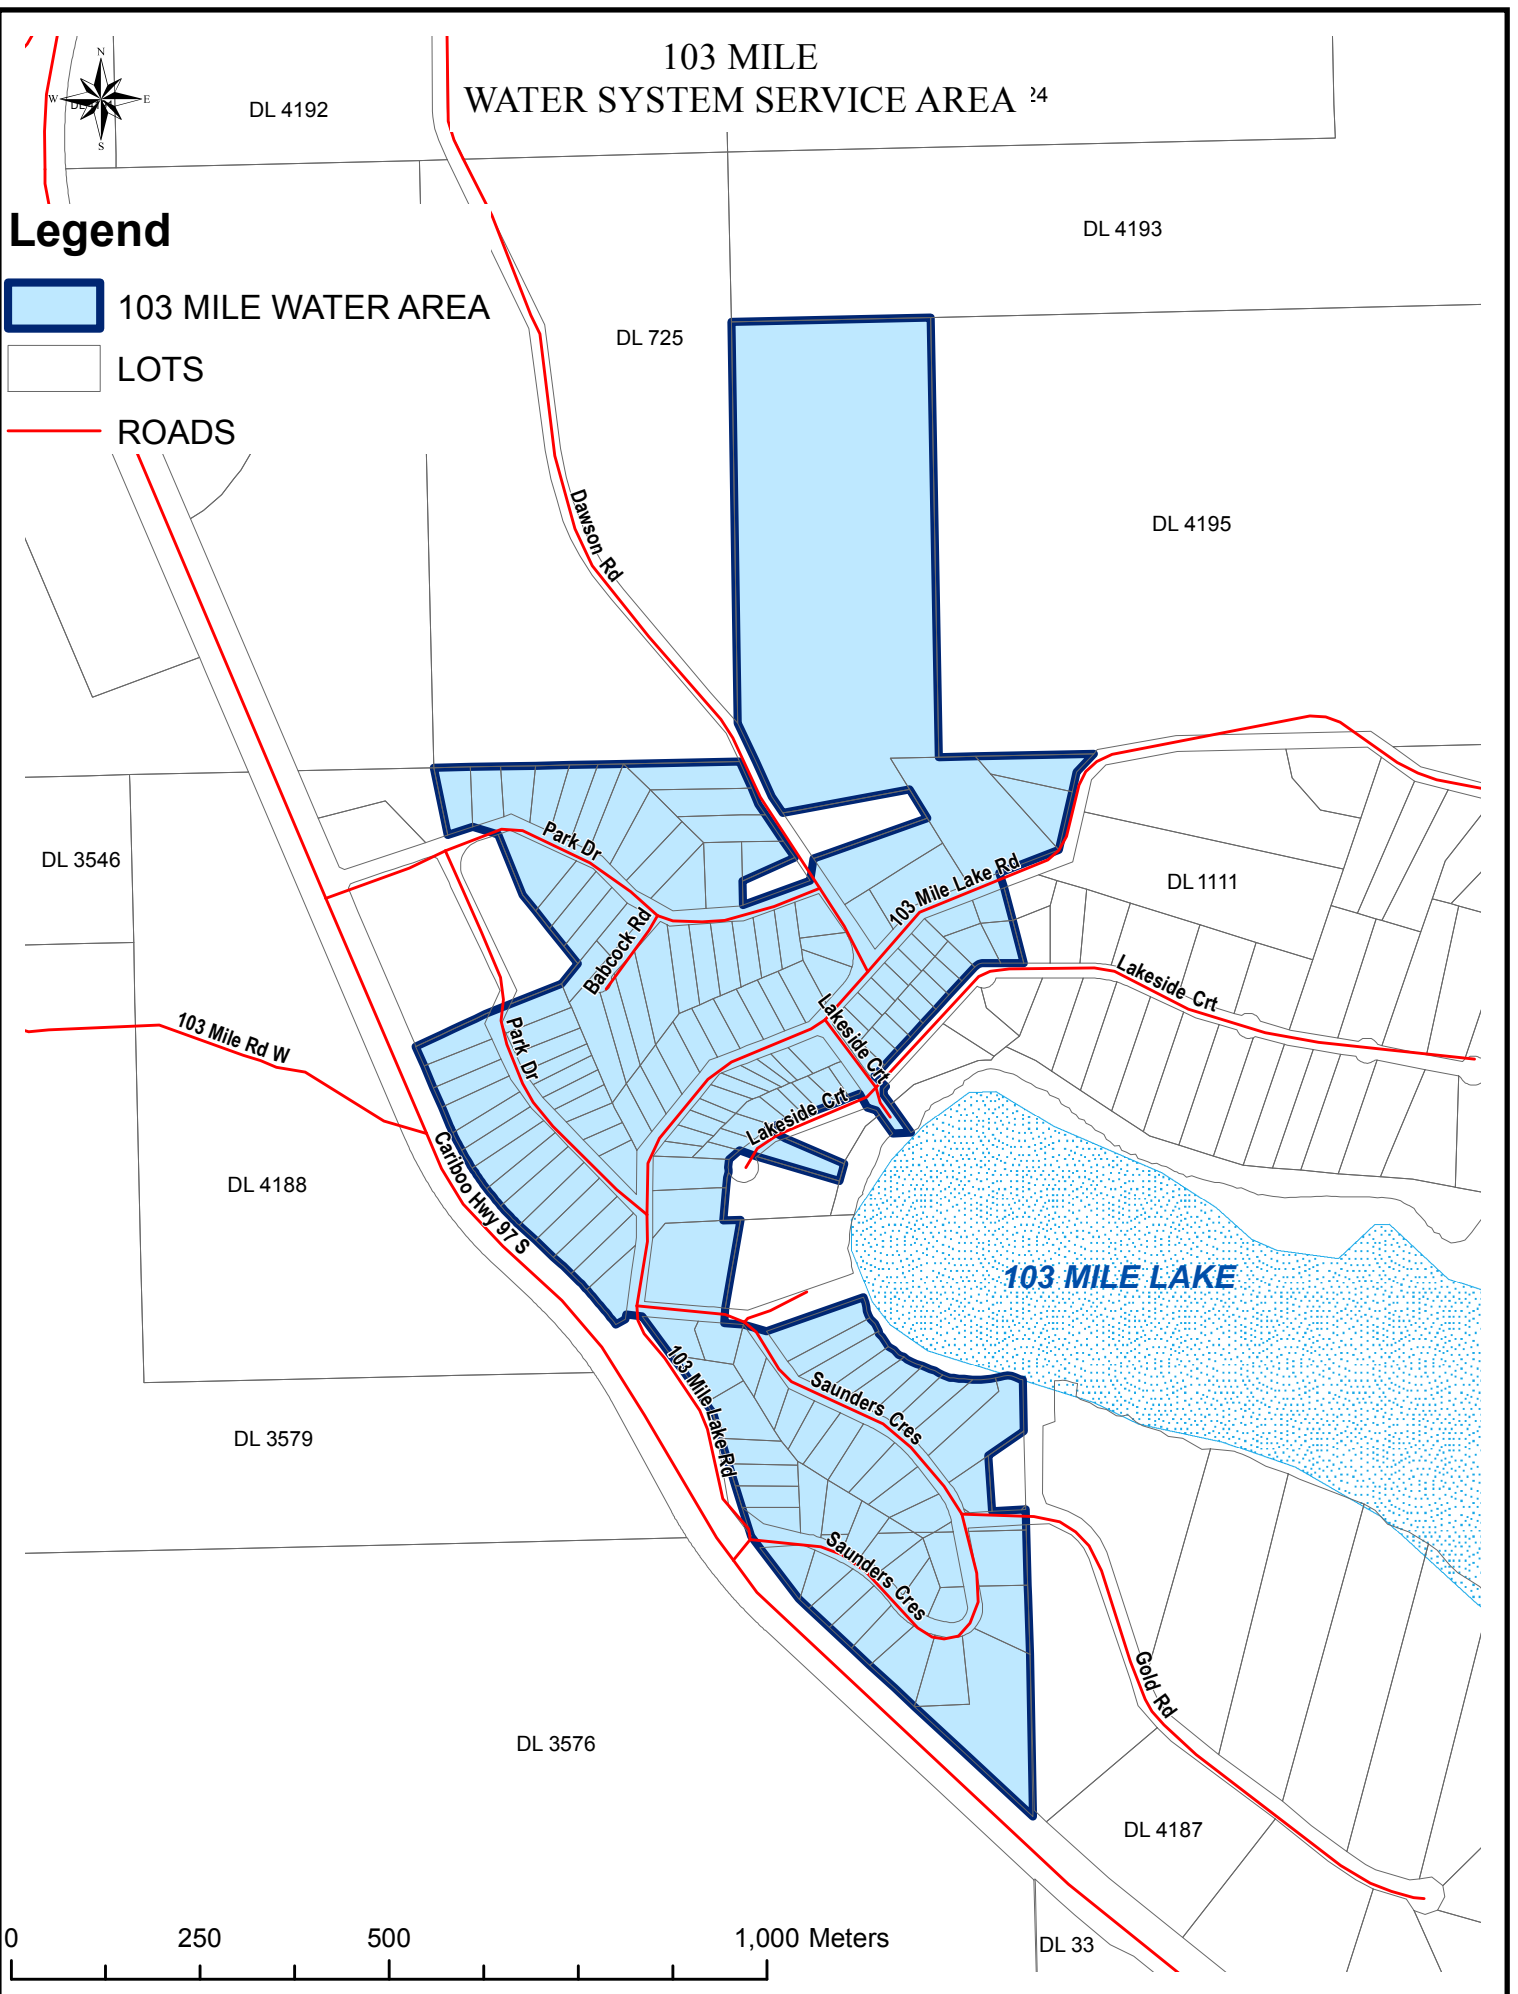 103 MILE
WATER SYSTEM SERVICE AREA
24
N
W
E
S
DL 4192
DL 4193
Legend
103 MILE WATER AREA
LOTS
ROADS
DL 725
DL 4195
Dawson Rd
Park Dr
DL 3546
103 Mile Lake Rd
DL 1111
Babcock Rd
Lakeside Crt
Lakeside Crt
Park Dr
103 Mile Rd W
Lakeside Crt
Cariboo Hwy 97 S
DL 4188
103 MILE LAKE
103 Mile Lake Rd
Saunders Cres
DL 3579
Saunders Cres
Gold Rd
DL 3576
DL 4187
DL 33
0
250
500
1,000 Meters